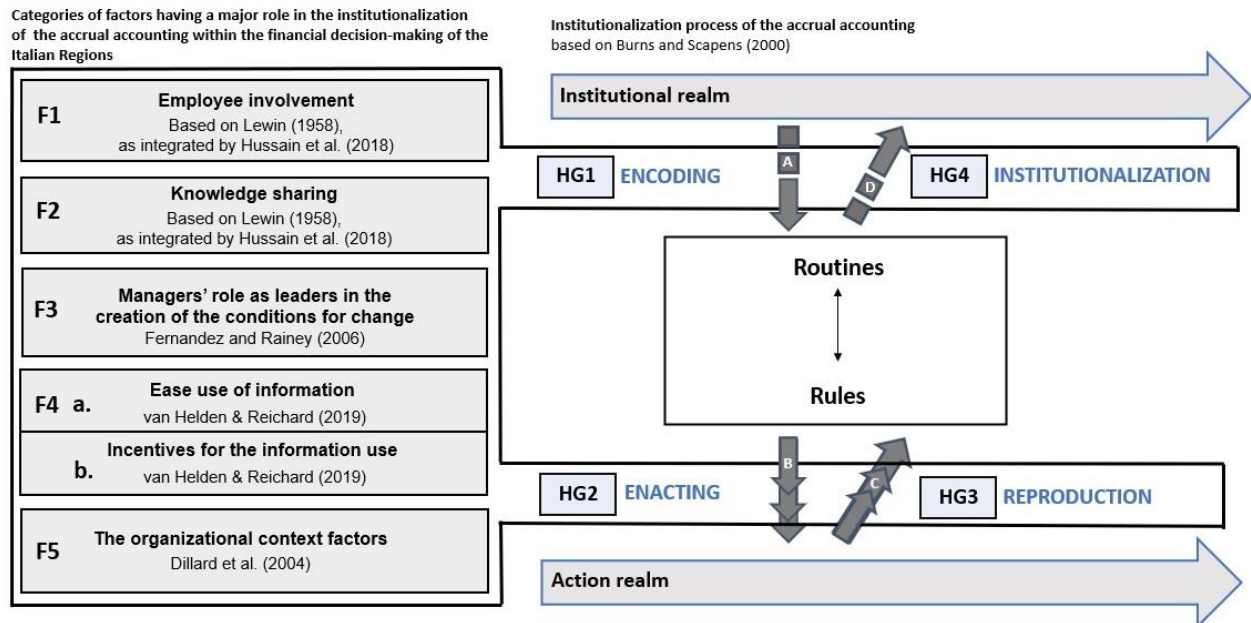 Categories of factors having a major role in the institutionalization
of the accrual accounting within the financial decision-making of the
Italian Regions
F1
Employee involvement
Based on Lewin (1958),
as integrated by Hussain et al. (2018)
F2
Knowledge sharing
Based on Lewin (1958),
as integrated by Hussain et al. (2018)
F3
Managers’ role as leaders in the
creation of the conditions for change
Fernandez and Rainey (2006)
F4 a.
Ease use of information
van Helden & Reichard (2019)
b.
Incentives for the information use
van Helden & Reichard (2019)
F5
The organizational context factors
Dillard et al. (2004)
Institutionalization process of the accrual accounting
based on Burns and Scapens (2000)
Institutional realm
HG1 ENCODING
A
D
HG4 INSTITUTIONALIZATION
Routines
Rules
HG2 ENACTING
B
C
HG3 REPRODUCTION
Action realm